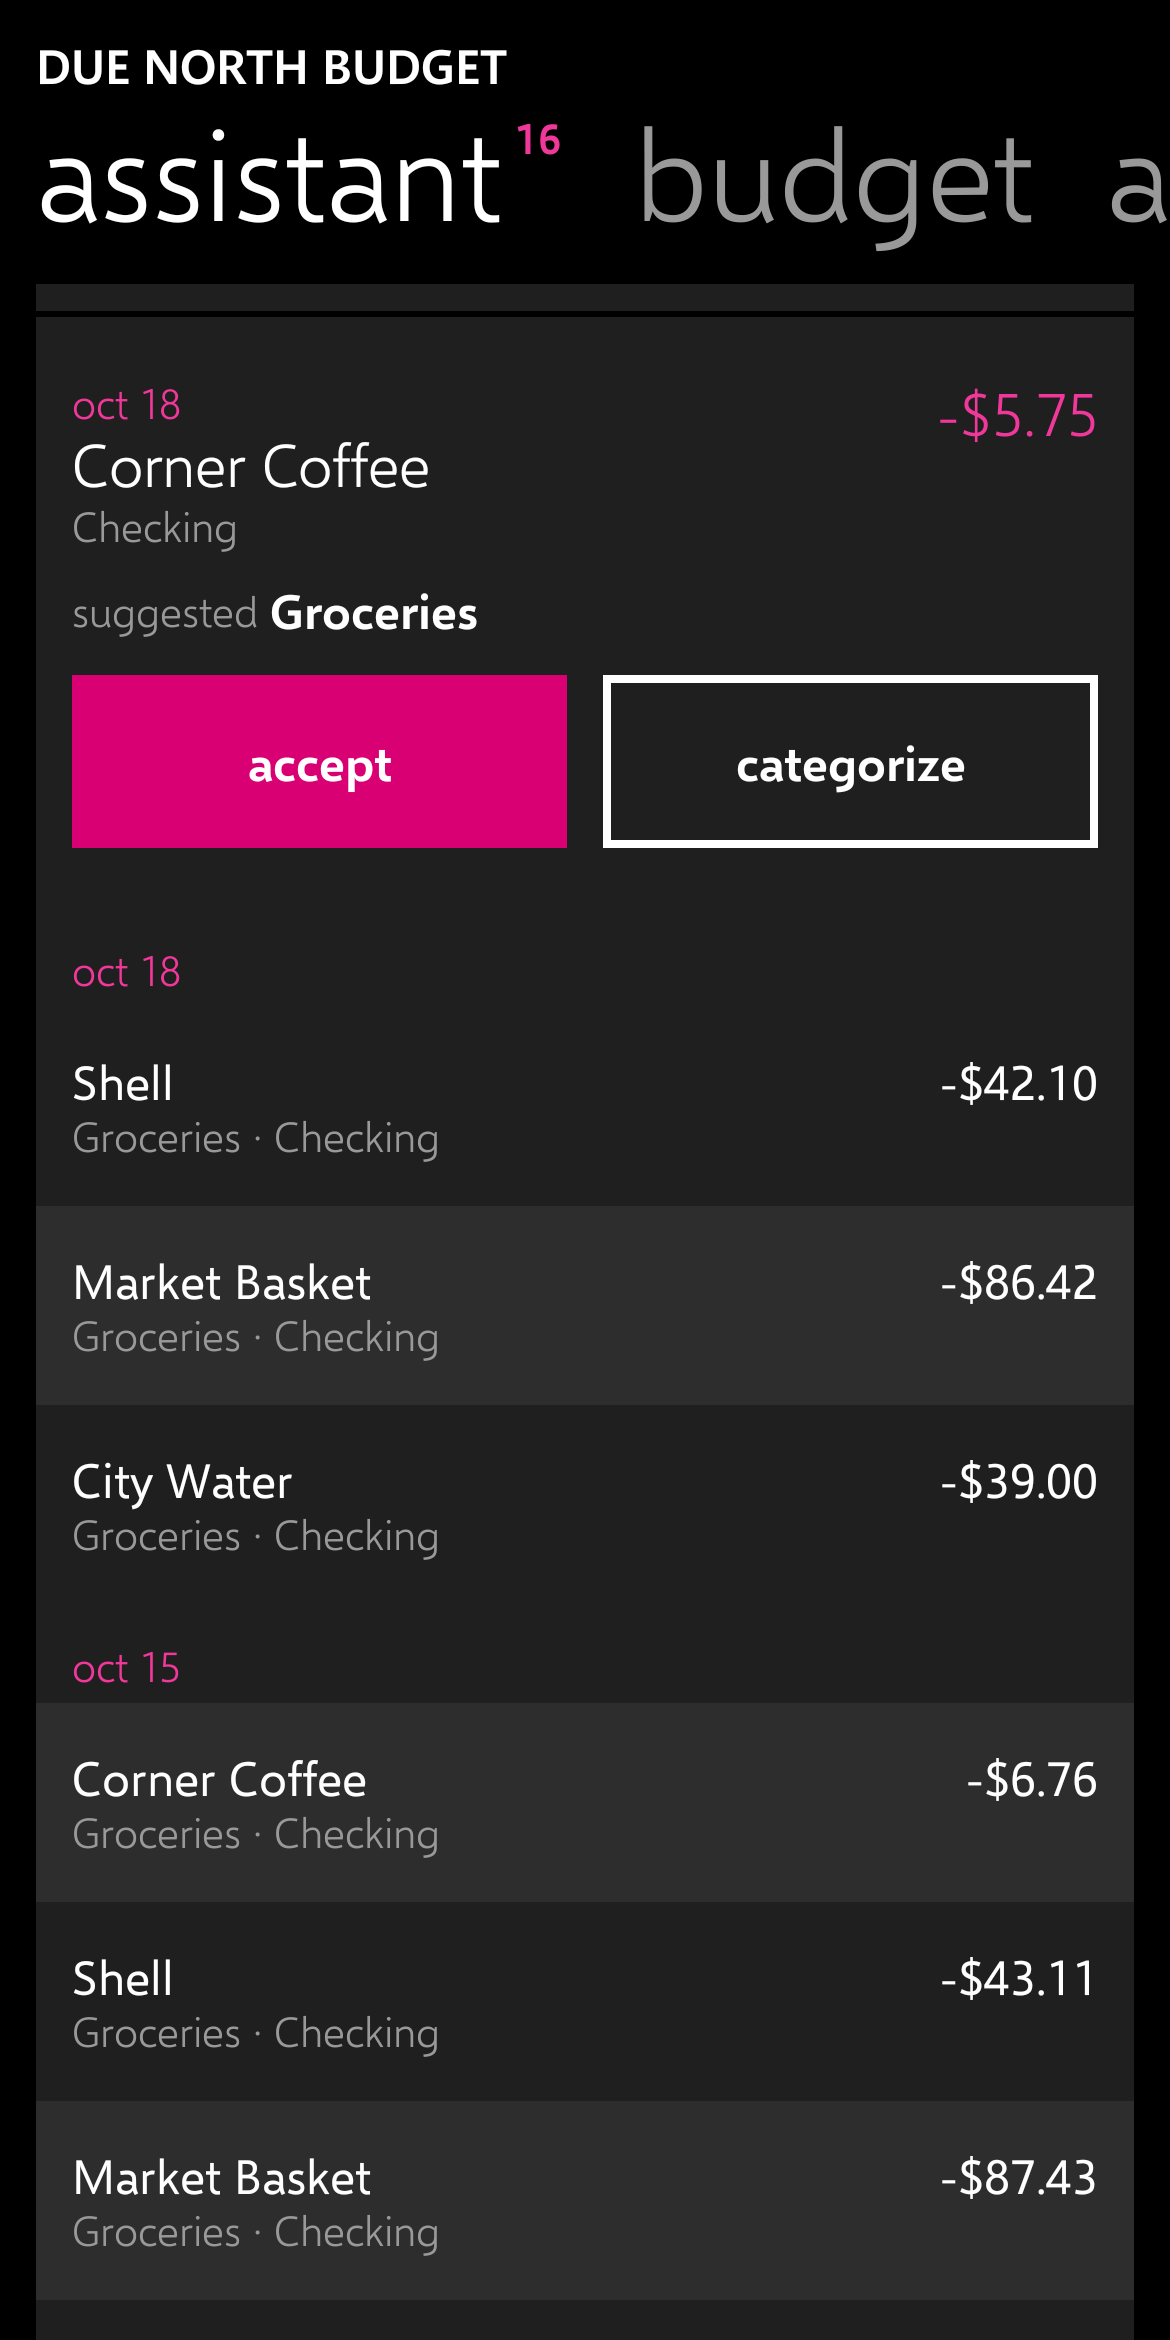 DUE NORTH BUDGET
assistant 16 budget a
oct 18 -$5.75
Corner Coffee
Checking
suggested Groceries
accept categorize
oct 18
Shell -$42.10
Groceries · Checking
Market Basket -$86.42
Groceries · Checking
City Water -$39.00
Groceries · Checking
oct 15
Corner Coffee -$6.76
Groceries · Checking
Shell -$43.11
Groceries · Checking
Market Basket -$87.43
Groceries · Checking